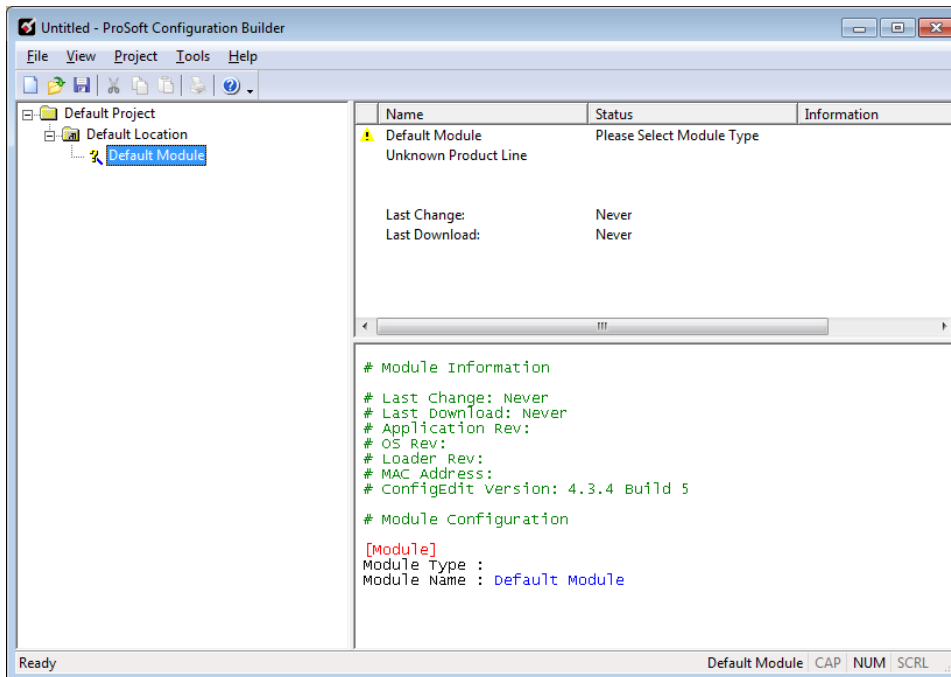 Untitled - ProSoft Configuration Builder
File View Project Tools Help
Default Project
Default Location
Default Module
Name Status Information
Default Module Please Select Module Type
Unknown Product Line
Last Change: Never
Last Download: Never
# Module Information
# Last Change: Never
# Last Download: Never
# Application Rev:
# OS Rev:
# Loader Rev:
# MAC Address:
# ConfigEdit Version: 4.3.4 Build 5
# Module Configuration
[Module]
Module Type :
Module Name : Default Module
Ready Default Module CAP NUM SCRL